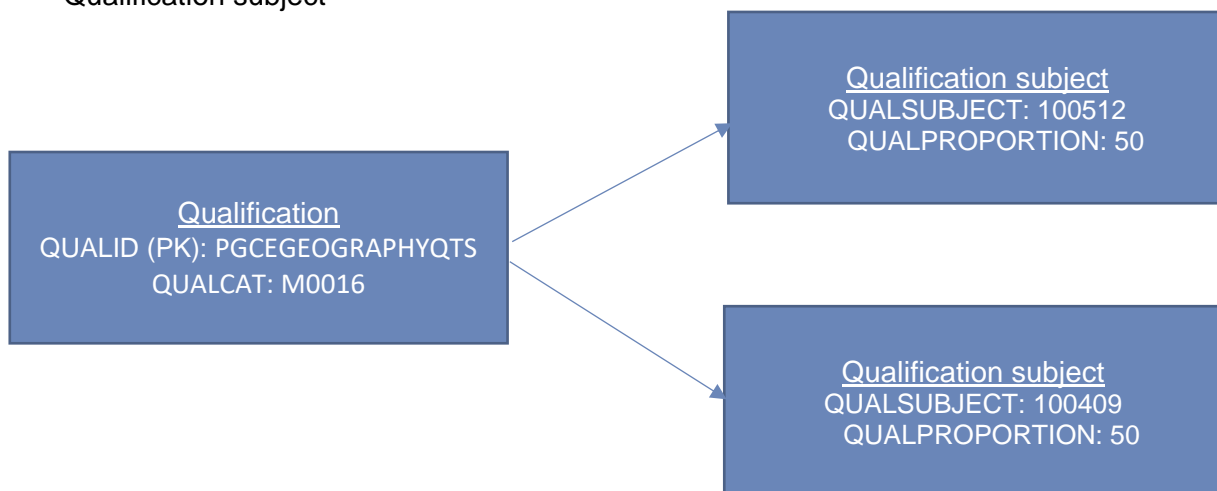 Qualification subject
Qualification subject
QUALSUBJECT: 100512
QUALPROPORTION: 50
Qualification
QUALID (PK): PGCEGEOGRAPHYQTS
QUALCAT: M0016
Qualification subject
QUALSUBJECT: 100409
QUALPROPORTION: 50